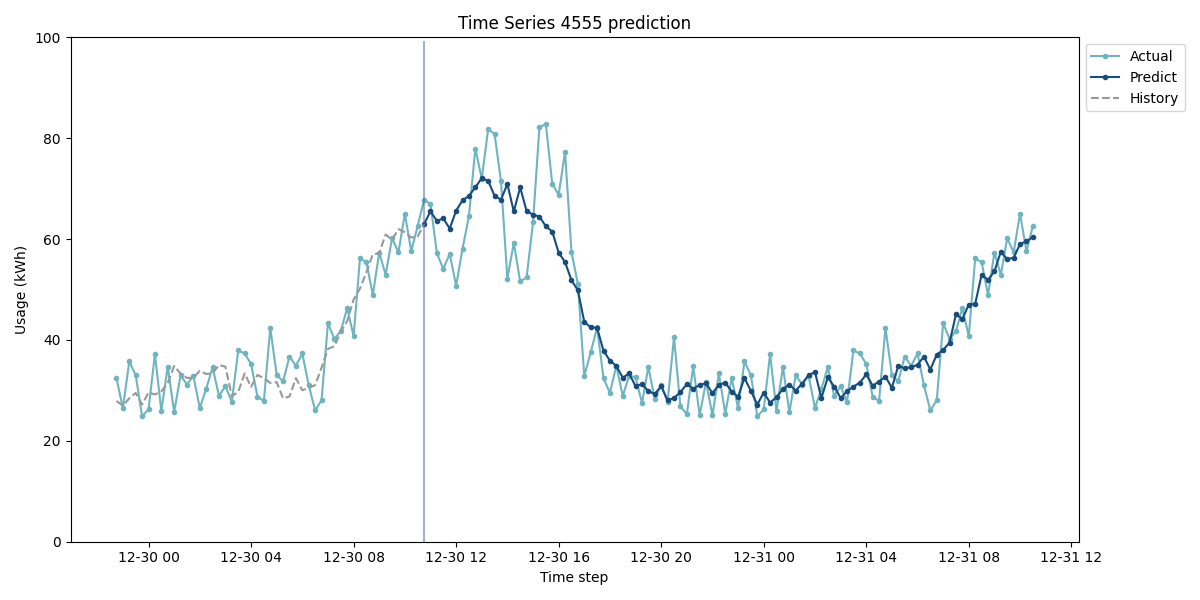 Time Series 4555 prediction
Usage (kWh)
100
80
60
40
20
0
12-30 00 12-30 04 12-30 08 12-30 12 12-30 16 12-30 20 12-31 00 12-31 04 12-31 08 12-31 12
Time step
Actual
Predict
History